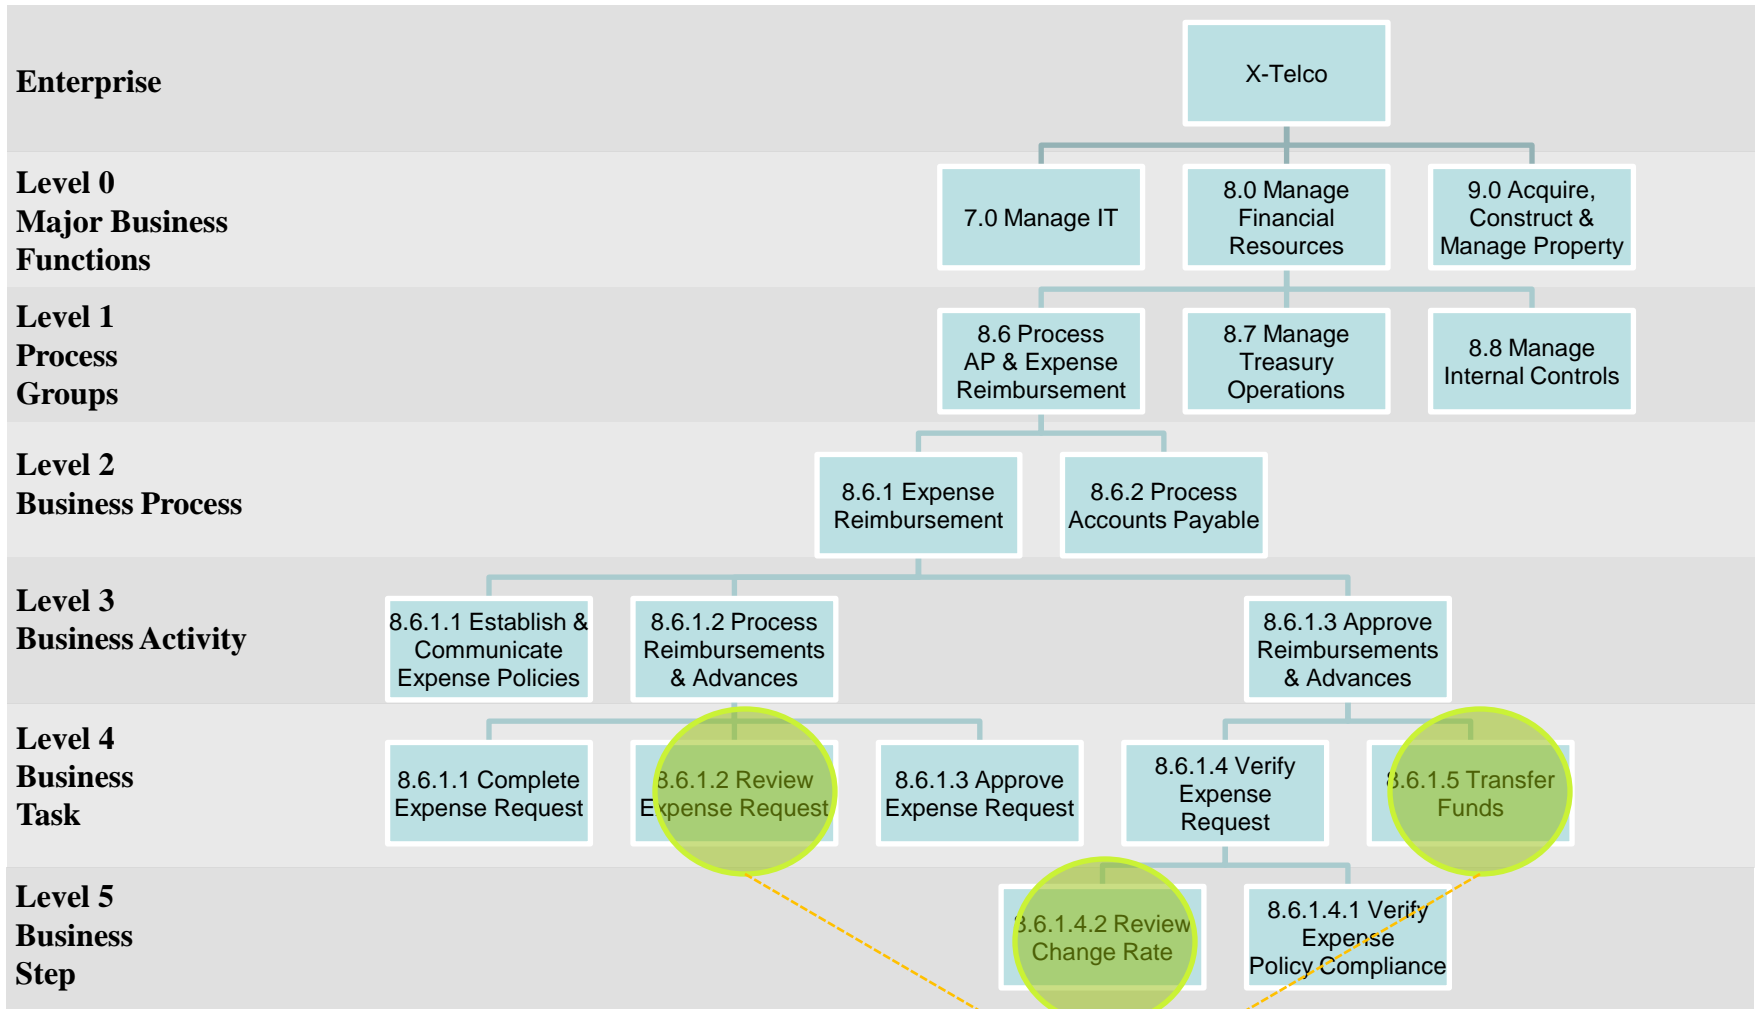 Enterprise
X-Telco
Level 0
Major Business
Functions
7.0 Manage IT
8.0 Manage
Financial
Resources
9.0 Acquire,
Construct &
Manage Property
Level 1
Process
Groups
8.6 Process
AP & Expense
Reimbursement
8.7 Manage
Treasury
Operations
8.8 Manage
Internal Controls
Level 2
Business Process
8.6.1 Expense
Reimbursement
8.6.2 Process
Accounts Payable
Level 3
Business Activity
8.6.1.1 Establish &
Communicate
Expense Policies
8.6.1.2 Process
Reimbursements
& Advances
8.6.1.3 Approve
Reimbursements
& Advances
Level 4
Business
Task
8.6.1.1 Complete
Expense Request
8.6.1.2 Review
Expense Request
8.6.1.3 Approve
Expense Request
8.6.1.4 Verify
Expense
Request
8.6.1.5 Transfer
Funds
Level 5
Business
Step
8.6.1.4.2 Review
Change Rate
8.6.1.4.1 Verify
Expense
Policy Compliance